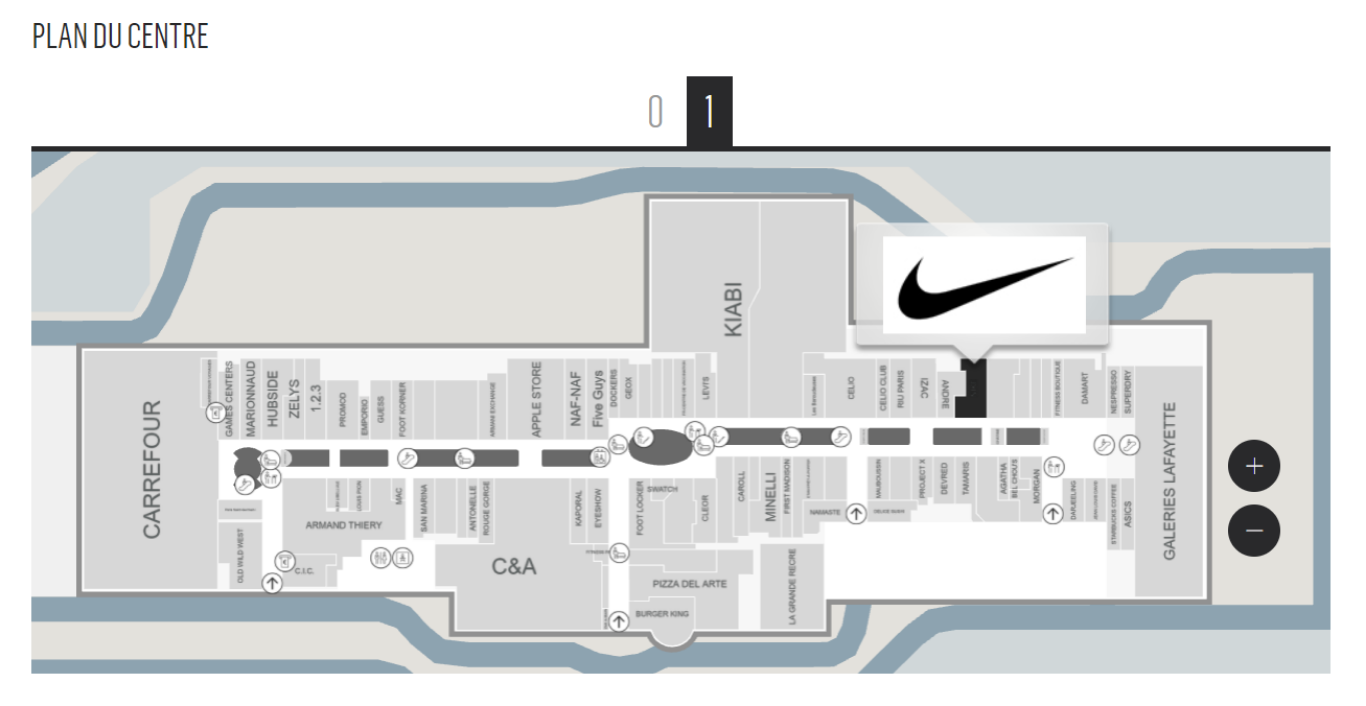 PLAN DU CENTRE
0
1
KIABI
CARREFOUR
GAMES CENTERS
MARIONNAUD
HUBSIDE
ZELYS
1.2.3
PROMOD
EMPORIO
GUESS
FOOT KORNER
ARMANI EXCHANGE
APPLE STORE
NAF-NAF
Five Guys
DOCKERS
GEOX
LEVI'S
CELIO
CELIO CLUB
RIU PARIS
IZAC
ANDRE
FITNESS BOUTIQUE
DAMART
NESPRESSO
SUPERDRY
GALERIES LAFAYETTE
OLD WILD WEST
C.I.C.
ARMAND THIERY
MAC
SAN MARINA
ANTONELLE
ROUGE GORGE
C&A
KAPORAL
EYESHOW
FOOT LOCKER
SWATCH
CLEOR
CAROLL
MINELLI
FIRST MADISON
NAMASTE
MAUBOUSSIN
PROJECT X
DEVRED
TAMARIS
AGATHA
BEL CHOU'S
MORGAN
DARJEELING
STARBUCKS COFFEE
ASICS
PIZZA DEL ARTE
BURGER KING
LA GRANDE RECRE
+
−